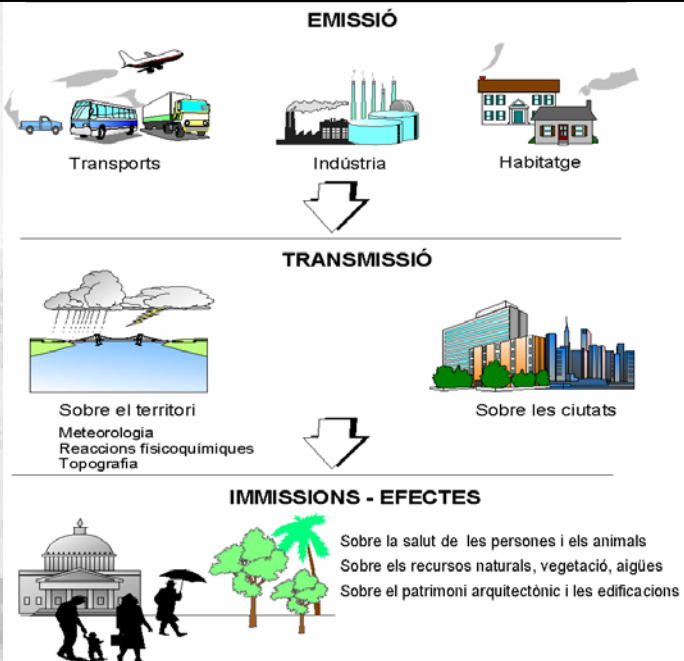 EMISSIÓ
Transports
Indústria
Habitatge
TRANSMISSIÓ
Sobre el territori
Sobre les ciutats
Meteorologia
Reaccions físicoquímiques
Topografia
IMMISSIONS - EFECTES
Sobre la salut de les persones i els animals
Sobre els recursos naturals, vegetació, aigües
Sobre el patrimoni arquitectònic i les edificacions